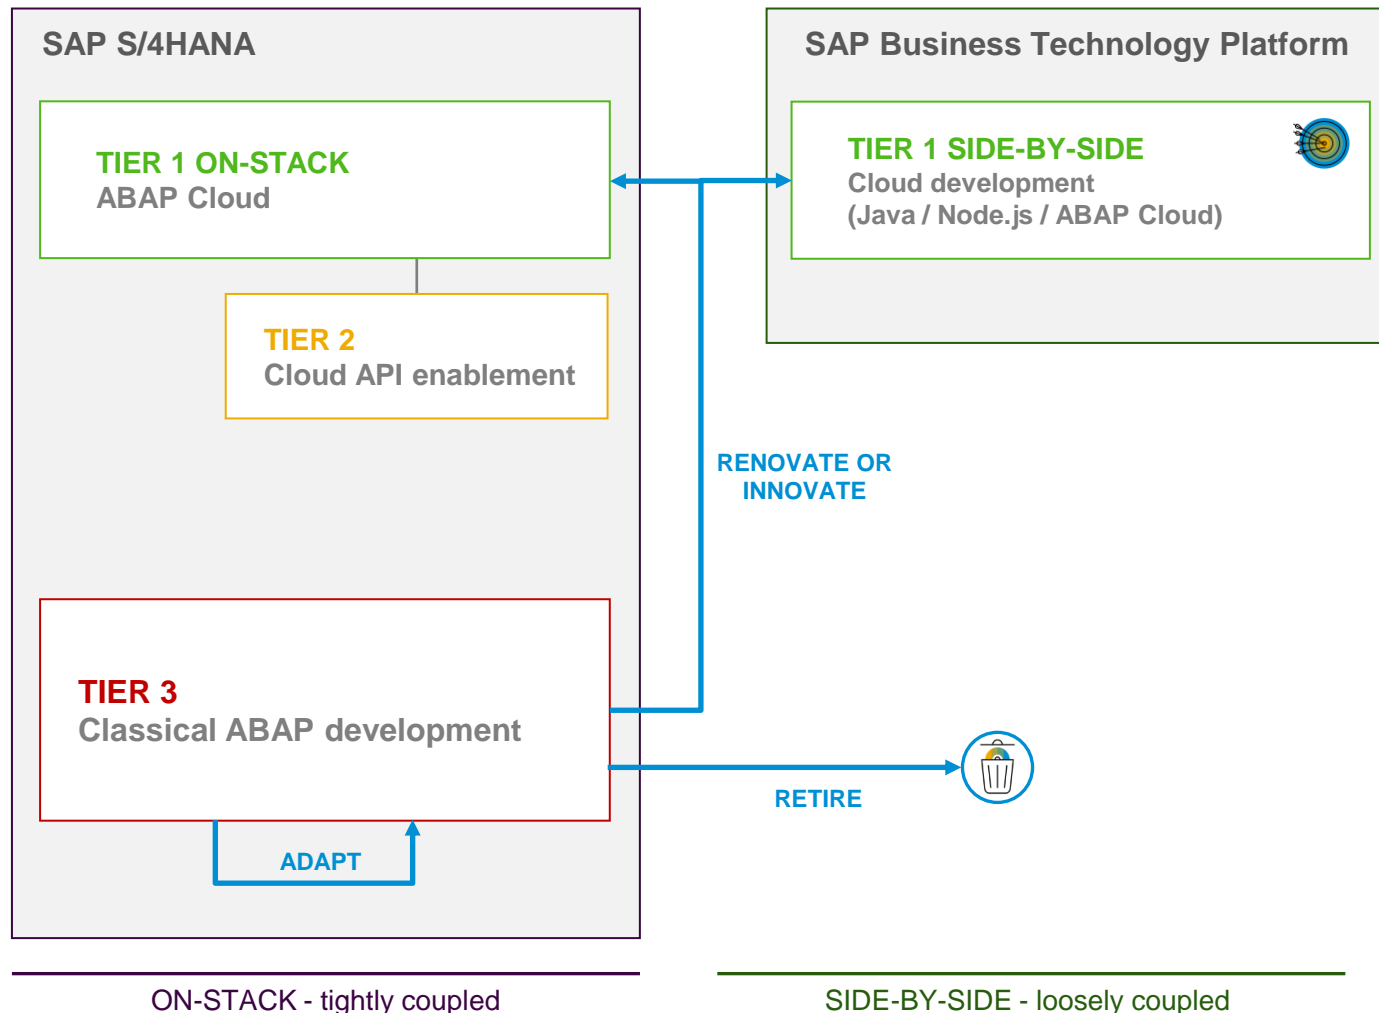 SAP S/4HANA
SAP Business Technology Platform
TIER 1 ON-STACK
ABAP Cloud
TIER 1 SIDE-BY-SIDE
Cloud development
(Java / Node.js / ABAP Cloud)
TIER 2
Cloud API enablement
RENOVATE OR
INNOVATE
TIER 3
Classical ABAP development
RETIRE
ADAPT
ON-STACK - tightly coupled
SIDE-BY-SIDE - loosely coupled